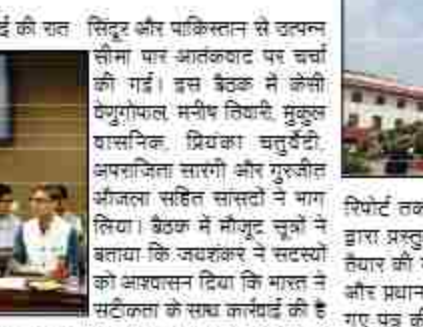 ई की रात
सिंदूर और पाकिस्तान से उत्पन्न
सीमा पार आतंकवाद पर चर्चा
की गई। इस बैठक में केसी
वेणुगोपाल, मनीष तिवारी, मुकुल
वासनिक, प्रियंका चतुर्वेदी,
अपराजिता सारंगी और गुरजीत
औजला सहित सांसदों ने भाग
लिया। बैठक में मौजूद सूत्रों ने
बताया कि जयशंकर ने सदस्यों
को आश्वासन दिया कि भारत ने
सटीकता के साथ कार्रवाई की है
रिपोर्ट तक
द्वारा प्रस्तु
तैयार की
और प्रधान
गए पत्र की